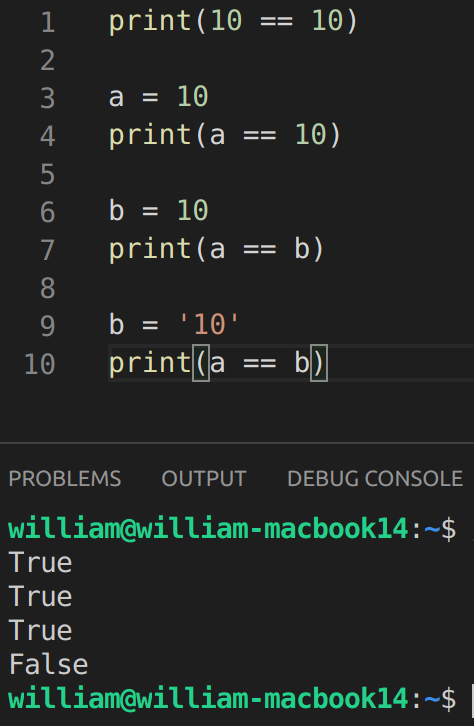 1 print(10 == 10)
2
3 a = 10
4 print(a == 10)
5
6 b = 10
7 print(a == b)
8
9 b = '10'
10 print(a == b)
PROBLEMS OUTPUT DEBUG CONSOLE
william@william-macbook14:~$
True
True
True
False
william@william-macbook14:~$